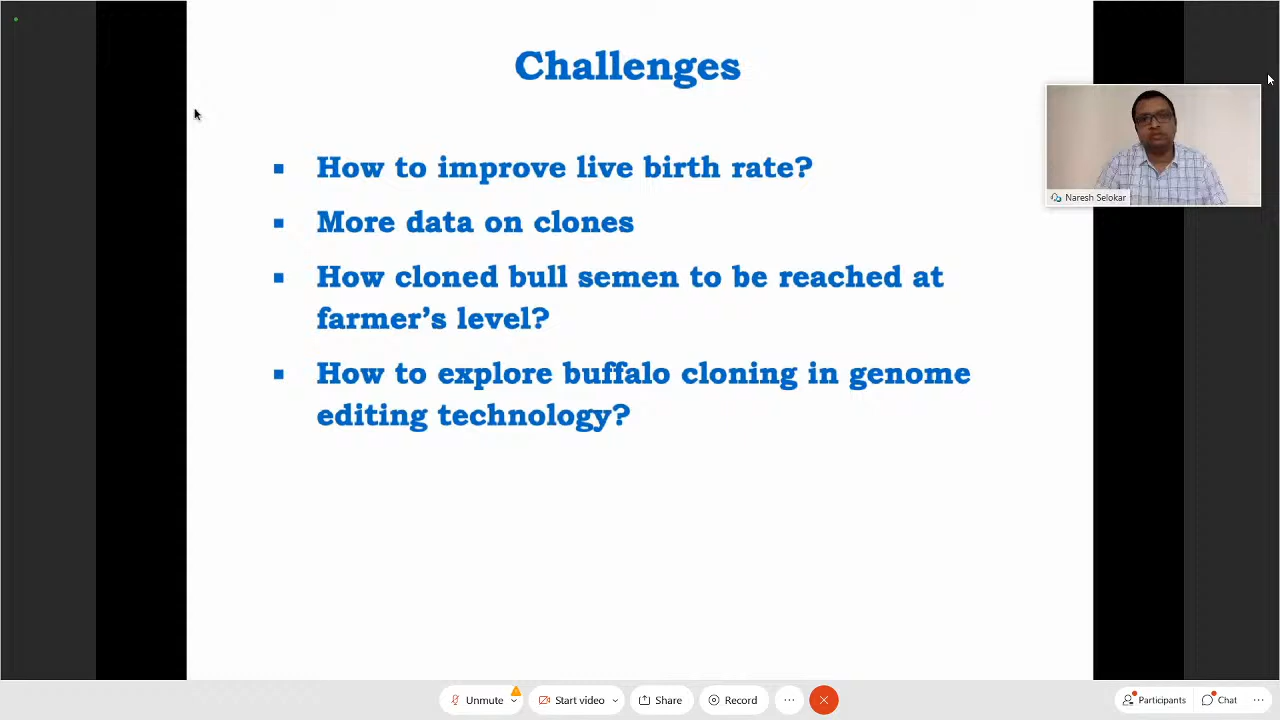 Challenges
▪ How to improve live birth rate?
▪ More data on clones
▪ How cloned bull semen to be reached at
farmer’s level?
▪ How to explore buffalo cloning in genome
editing technology?
Naresh Selokar
Unmute
Start video
Share
Record
Participants
Chat